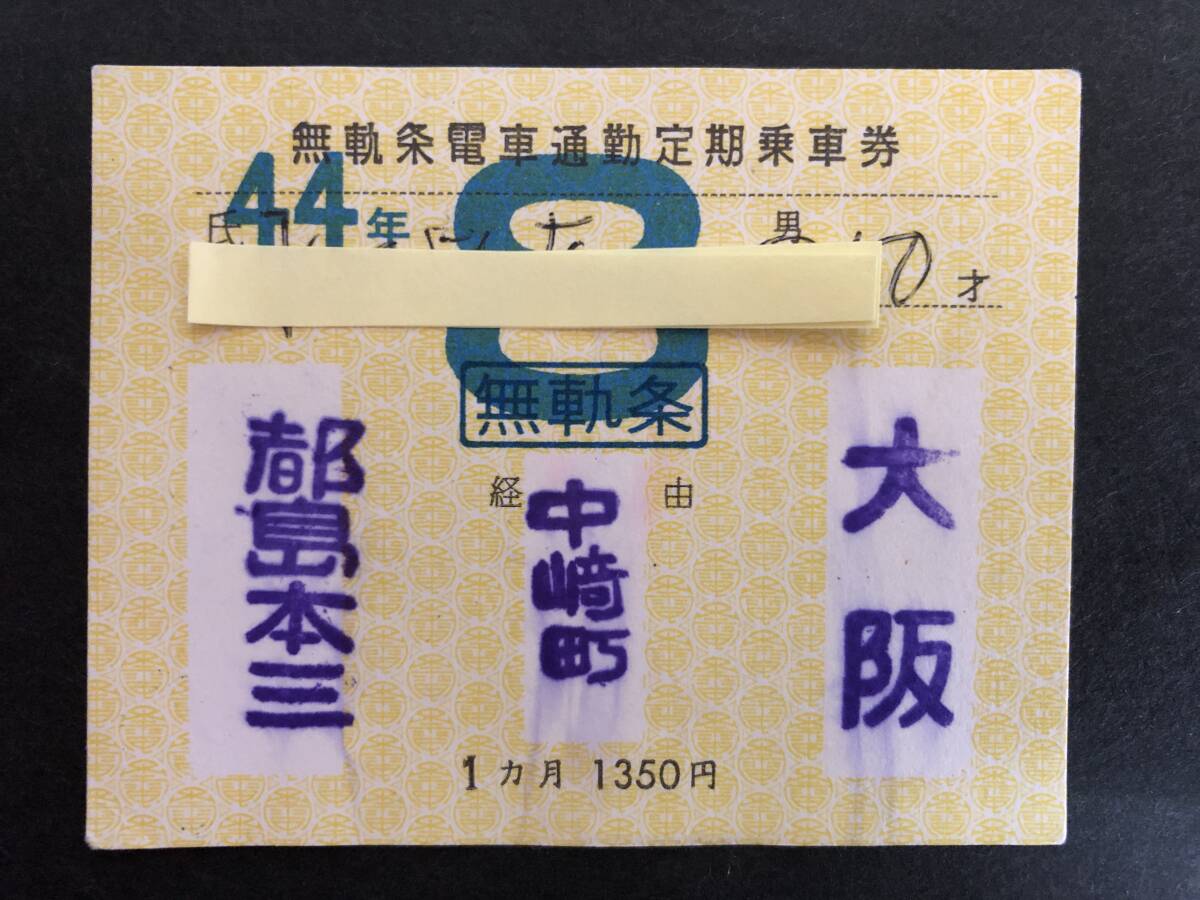 無軌条電車通勤定期乗車券
44年
8
氏
男
才
無軌条
経 由
都島本三
中崎町
大阪
1カ月 1350円